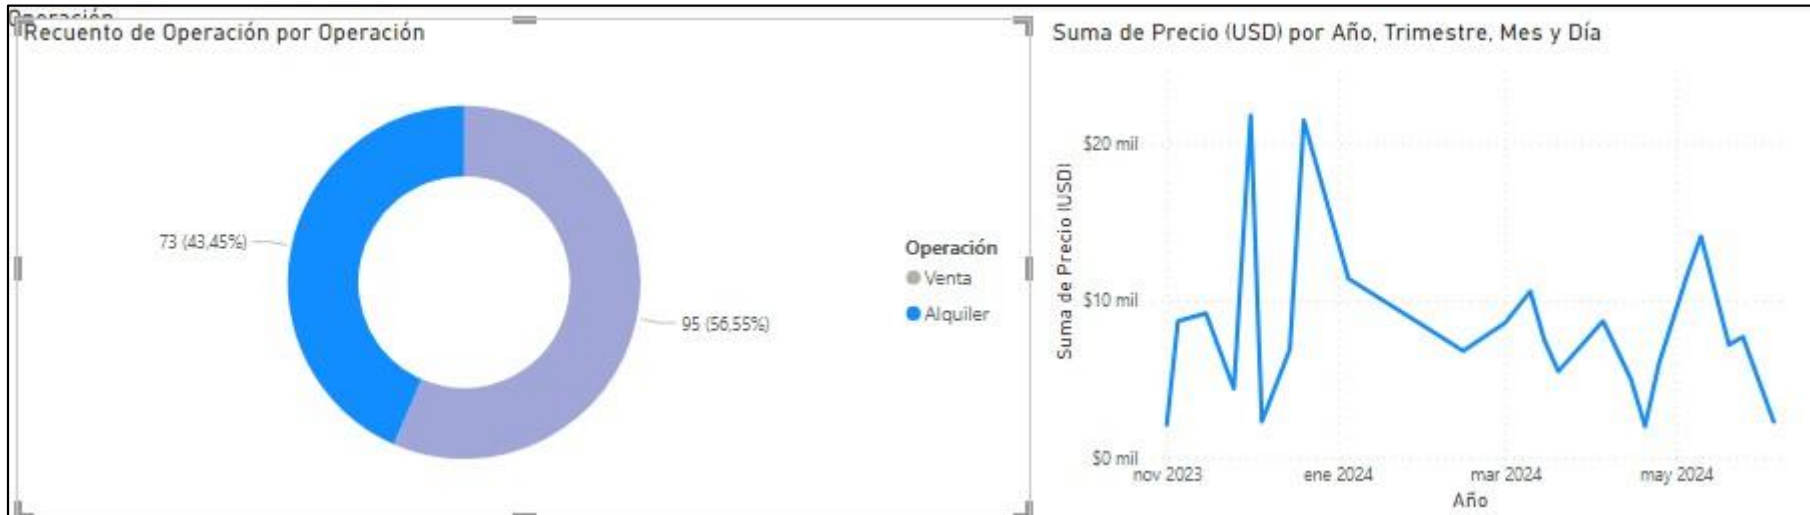 Operación
Recuento de Operación por Operación
73 (43,45%)
95 (56,55%)
Operación
Venta
Alquiler
Suma de Precio (USD) por Año, Trimestre, Mes y Día
Suma de Precio (USD)
$20 mil
$10 mil
$0 mil
nov 2023
ene 2024
mar 2024
may 2024
Año